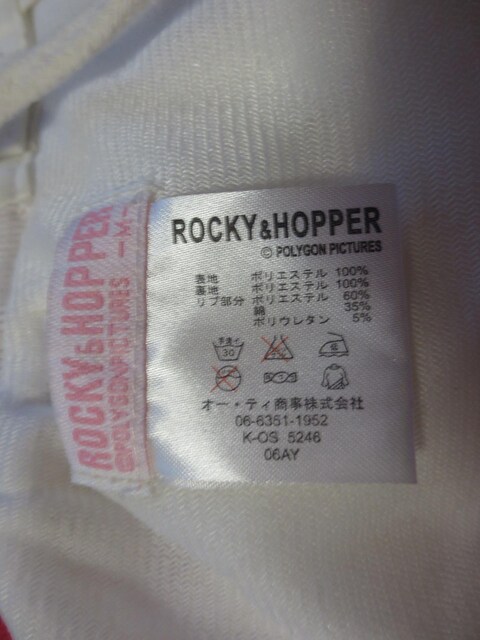 ROCKY&HOPPER
© POLYGON PICTURES
表地 ポリエステル 100%
裏地 ポリエステル 100%
リブ部分 ポリエステル 60%
綿 35%
ポリウレタン 5%
30
オー・ティ商事株式会社
06-6351-1952
K-OS 5246
06AY
ROCKY&HOPPER
©POLYGONPICTURES
—M—